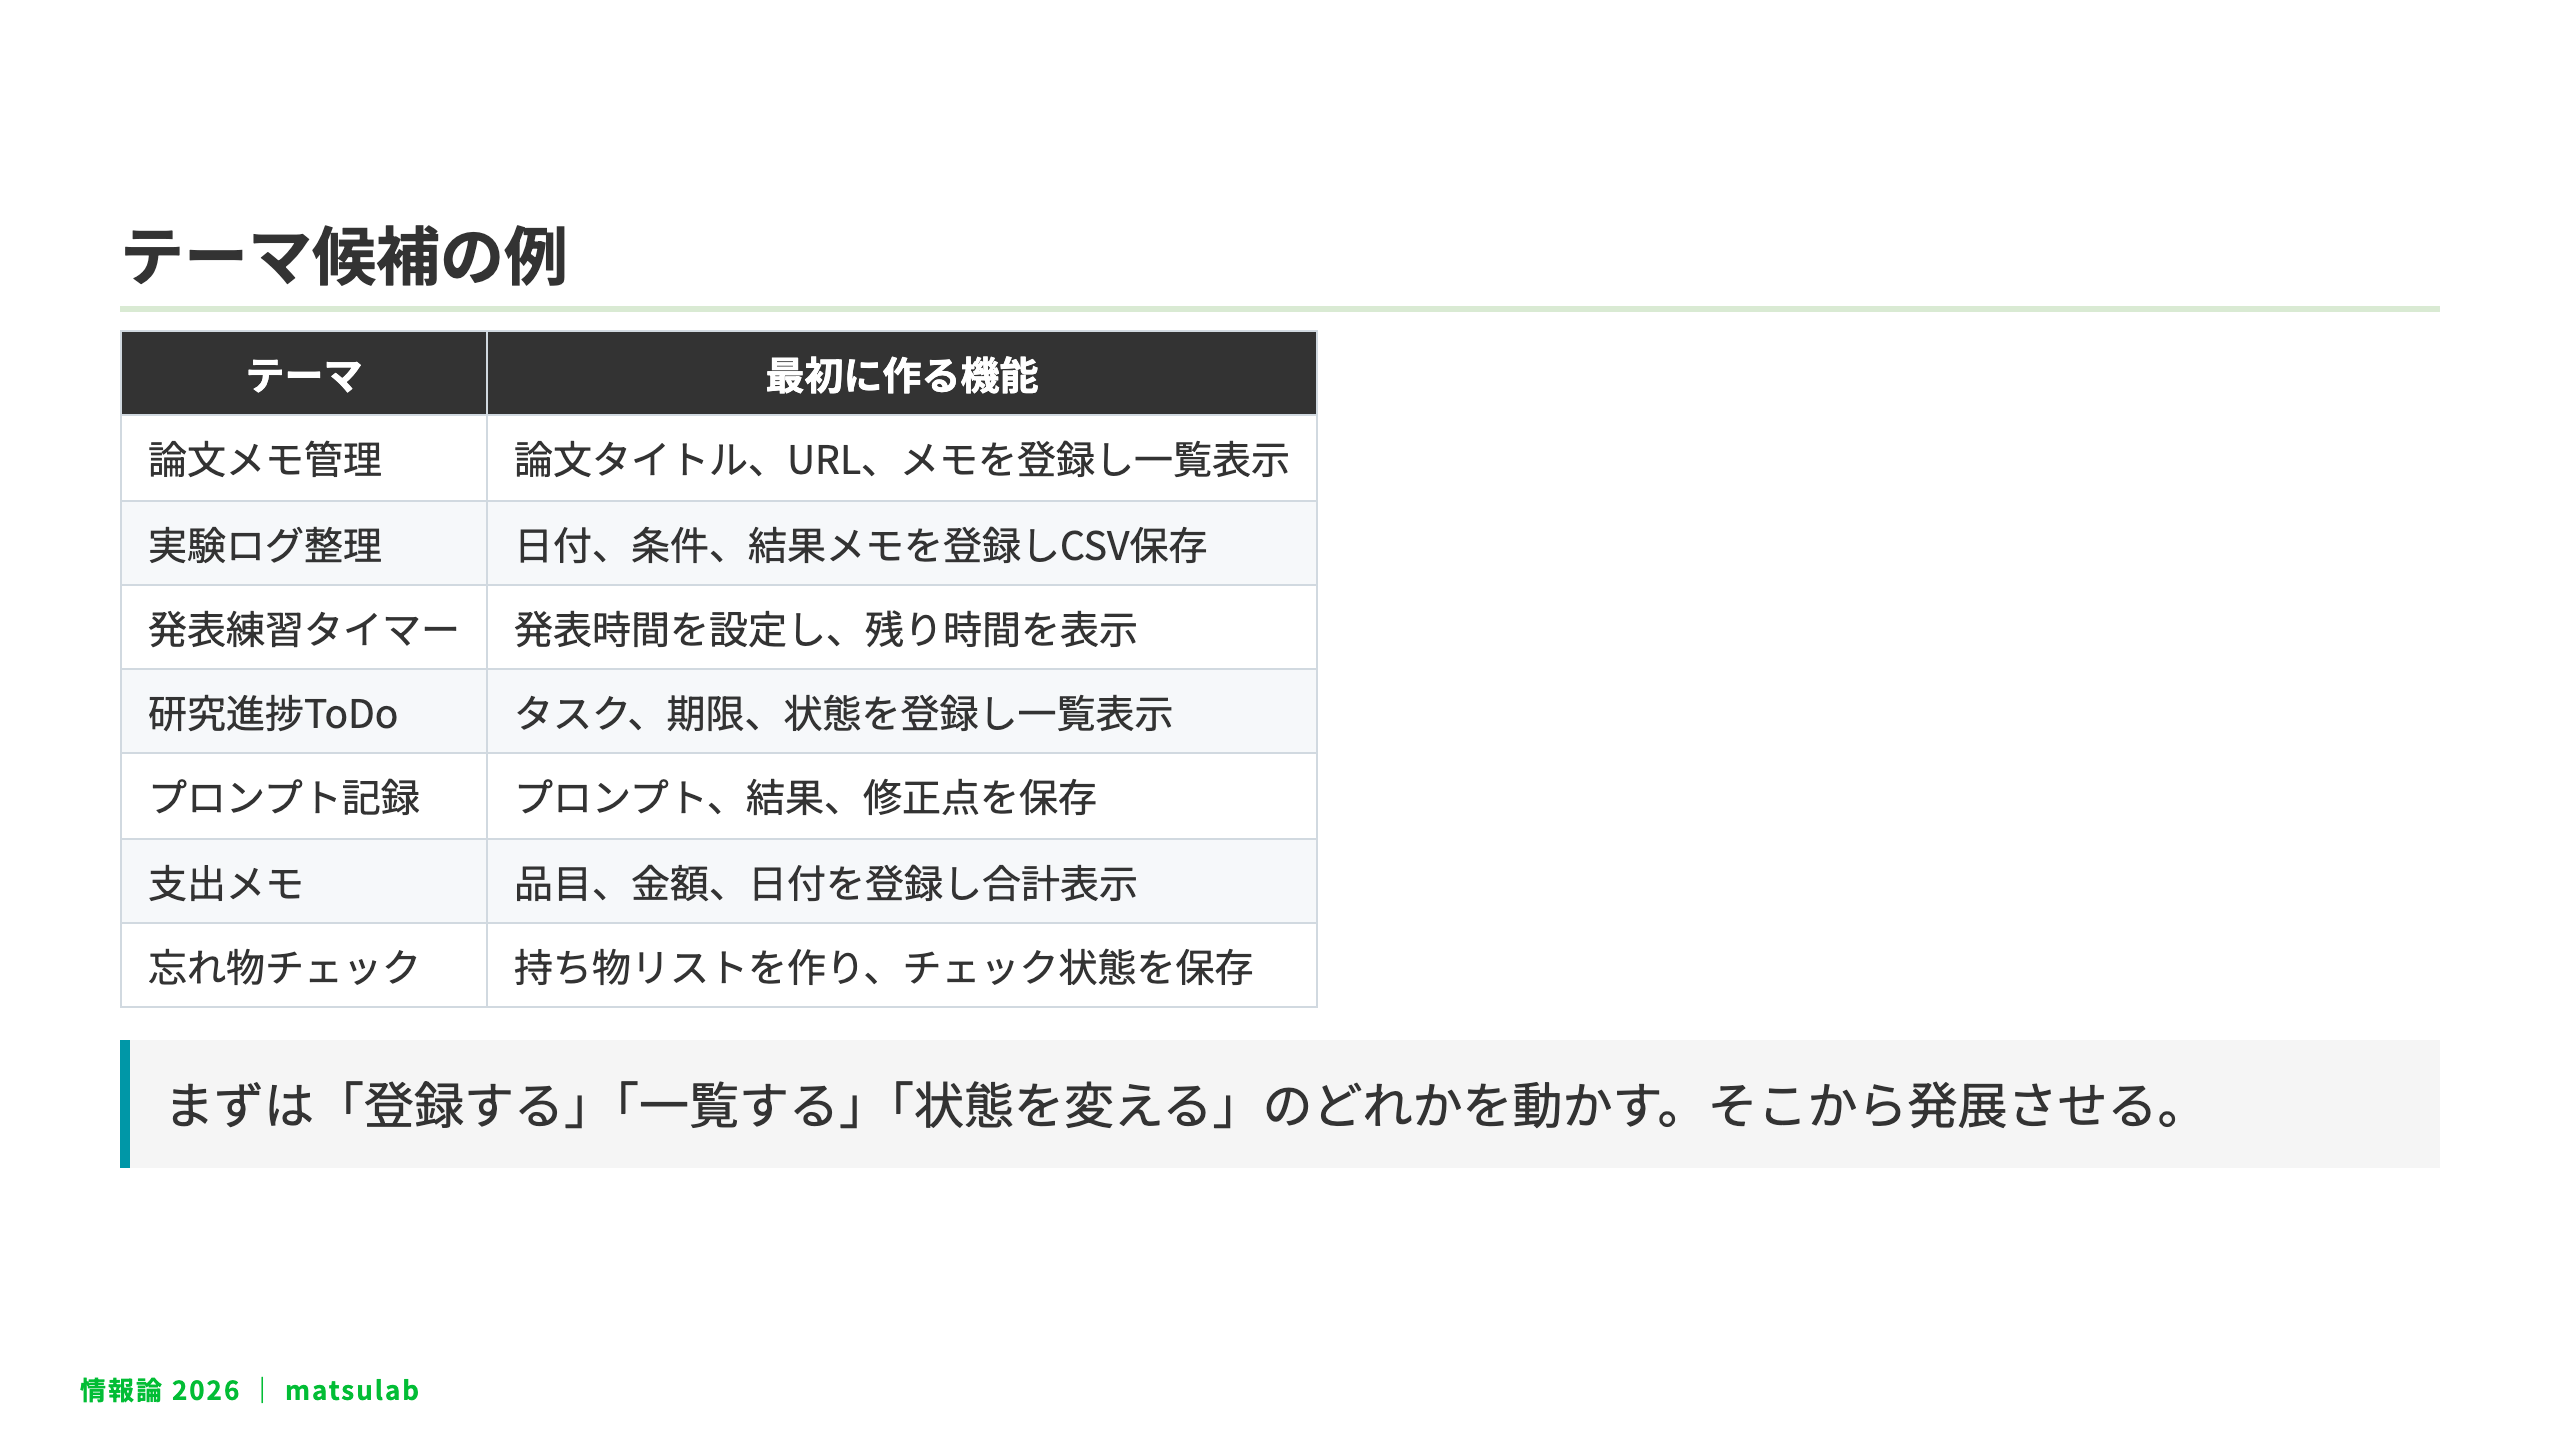 テーマ候補の例
テーマ 最初に作る機能
論文メモ管理 論文タイトル、URL、メモを登録し一覧表示
実験ログ整理 日付、条件、結果メモを登録しCSV保存
発表練習タイマー 発表時間を設定し、残り時間を表示
研究進捗ToDo タスク、期限、状態を登録し一覧表示
プロンプト記録 プロンプト、結果、修正点を保存
支出メモ 品目、金額、日付を登録し合計表示
忘れ物チェック 持ち物リストを作り、チェック状態を保存
まずは「登録する」「一覧する」「状態を変える」のどれかを動かす。そこから発展させる。
情報論 2026 | matsulab